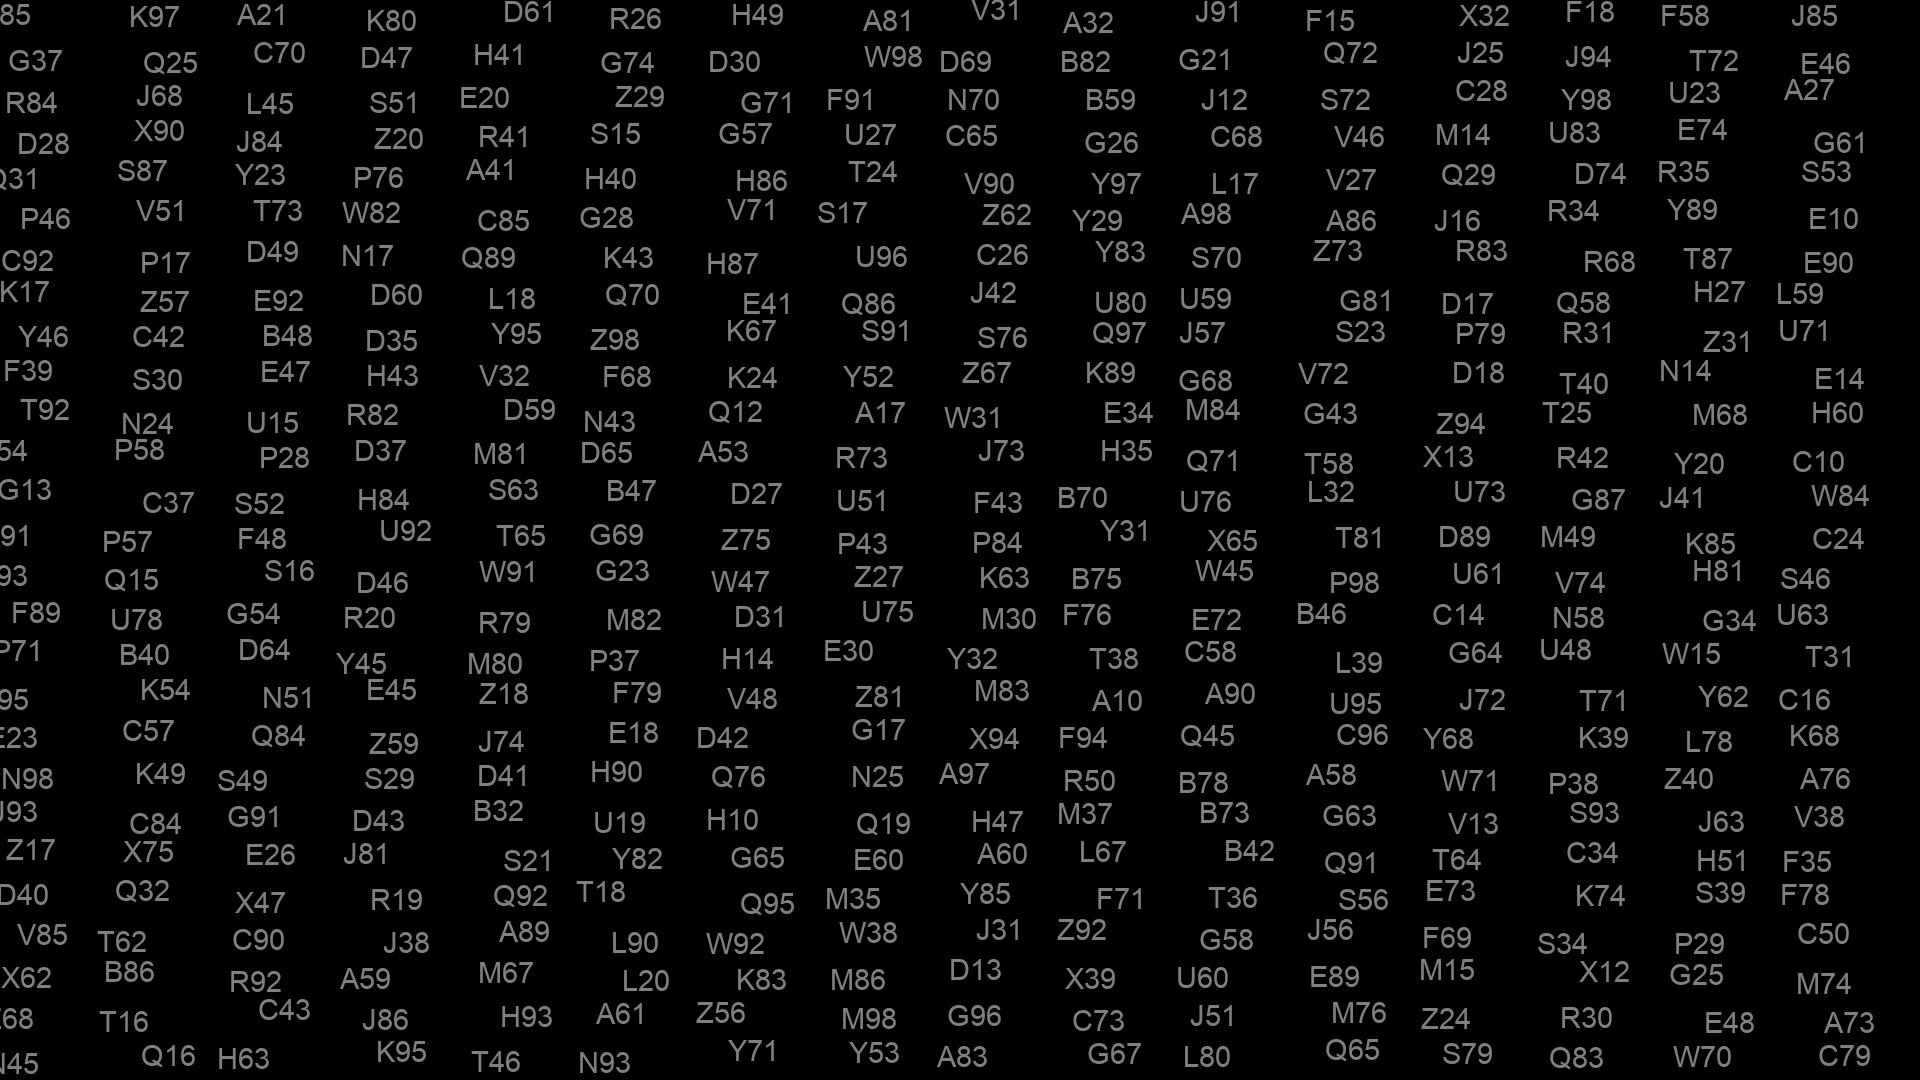 85 K97 A21 K80 D61 R26 H49 A81 V31 A32 J91 F15 X32 F18 F58 J85
G37 Q25 C70 D47 H41 G74 D30 W98 D69 B82 G21 Q72 J25 J94 T72 E46
R84 J68 L45 S51 E20 Z29 G71 F91 N70 B59 J12 S72 C28 Y98 U23 A27
D28 X90 J84 Z20 R41 S15 G57 U27 C65 G26 C68 V46 M14 U83 E74 G61
Q31 S87 Y23 P76 A41 H40 H86 T24 V90 Y97 L17 V27 Q29 D74 R35 S53
P46 V51 T73 W82 C85 G28 V71 S17 Z62 Y29 A98 A86 J16 R34 Y89 E10
C92 P17 D49 N17 Q89 K43 H87 U96 C26 Y83 S70 Z73 R83 R68 T87 E90
K17 Z57 E92 D60 L18 Q70 E41 Q86 J42 U80 U59 G81 D17 Q58 H27 L59
Y46 C42 B48 D35 Y95 Z98 K67 S91 S76 Q97 J57 S23 P79 R31 Z31 U71
F39 S30 E47 H43 V32 F68 K24 Y52 Z67 K89 G68 V72 D18 T40 N14 E14
T92 N24 U15 R82 D59 N43 Q12 A17 W31 E34 M84 G43 Z94 T25 M68 H60
54 P58 P28 D37 M81 D65 A53 R73 J73 H35 Q71 T58 X13 R42 Y20 C10
G13 C37 S52 H84 S63 B47 D27 U51 F43 B70 U76 L32 U73 G87 J41 W84
91 P57 F48 U92 T65 G69 Z75 P43 P84 Y31 X65 T81 D89 M49 K85 C24
93 Q15 S16 D46 W91 G23 W47 Z27 K63 B75 W45 P98 U61 V74 H81 S46
F89 U78 G54 R20 R79 M82 D31 U75 M30 F76 E72 B46 C14 N58 G34 U63
P71 B40 D64 Y45 M80 P37 H14 E30 Y32 T38 C58 L39 G64 U48 W15 T31
95 K54 N51 E45 Z18 F79 V48 Z81 M83 A10 A90 U95 J72 T71 Y62 C16
E23 C57 Q84 Z59 J74 E18 D42 G17 X94 F94 Q45 C96 Y68 K39 L78 K68
N98 K49 S49 S29 D41 H90 Q76 N25 A97 R50 B78 A58 W71 P38 Z40 A76
93 C84 G91 D43 B32 U19 H10 Q19 H47 M37 B73 G63 V13 S93 J63 V38
Z17 X75 E26 J81 S21 Y82 G65 E60 A60 L67 B42 Q91 T64 C34 H51 F35
D40 Q32 X47 R19 Q92 T18 Q95 M35 Y85 F71 T36 S56 E73 K74 S39 F78
V85 T62 C90 J38 A89 L90 W92 W38 J31 Z92 G58 J56 F69 S34 P29 C50
X62 B86 R92 A59 M67 L20 K83 M86 D13 X39 U60 E89 M15 X12 G25 M74
68 T16 C43 J86 H93 A61 Z56 M98 G96 C73 J51 M76 Z24 R30 E48 A73
N45 Q16 H63 K95 T46 N93 Y71 Y53 A83 G67 L80 Q65 S79 Q83 W70 C79